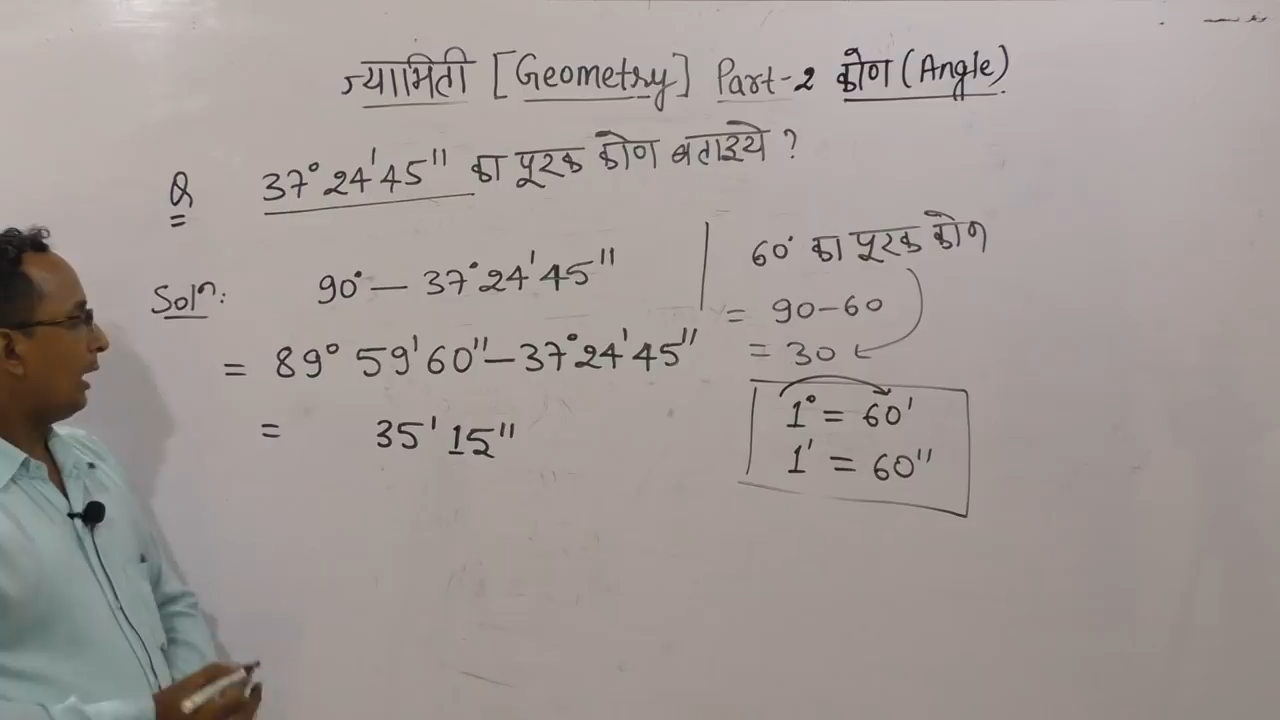 ज्यामिती [Geometry] Part-2 कोण (Angle)
Q 37° 24' 45" का पूरक कोण बताइये ?
Solⁿ: 90° — 37° 24' 45"
= 89° 59' 60" — 37° 24' 45"
= 35' 15"
60° का पूरक कोण
= 90-60
= 30
1° = 60'
1' = 60"